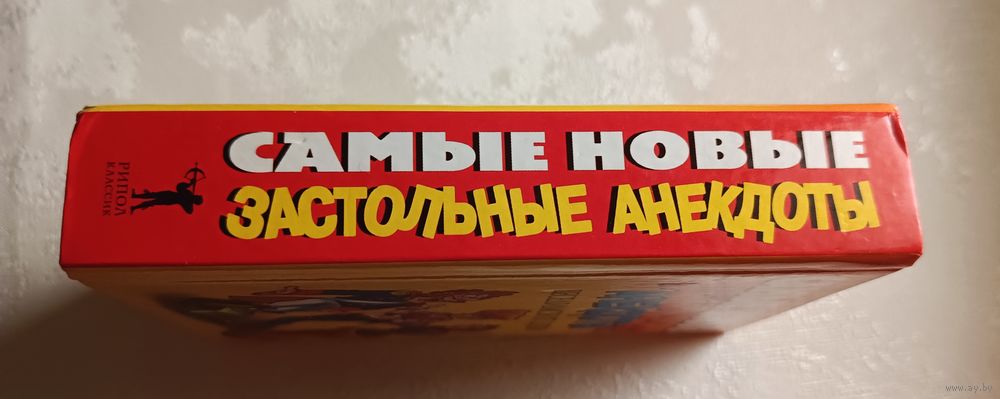 САМЫЕ НОВЫЕ
ЗАСТОЛЬНЫЕ АНЕКДОТЫ
РИПОЛ
КЛАССИК
www.ay.by